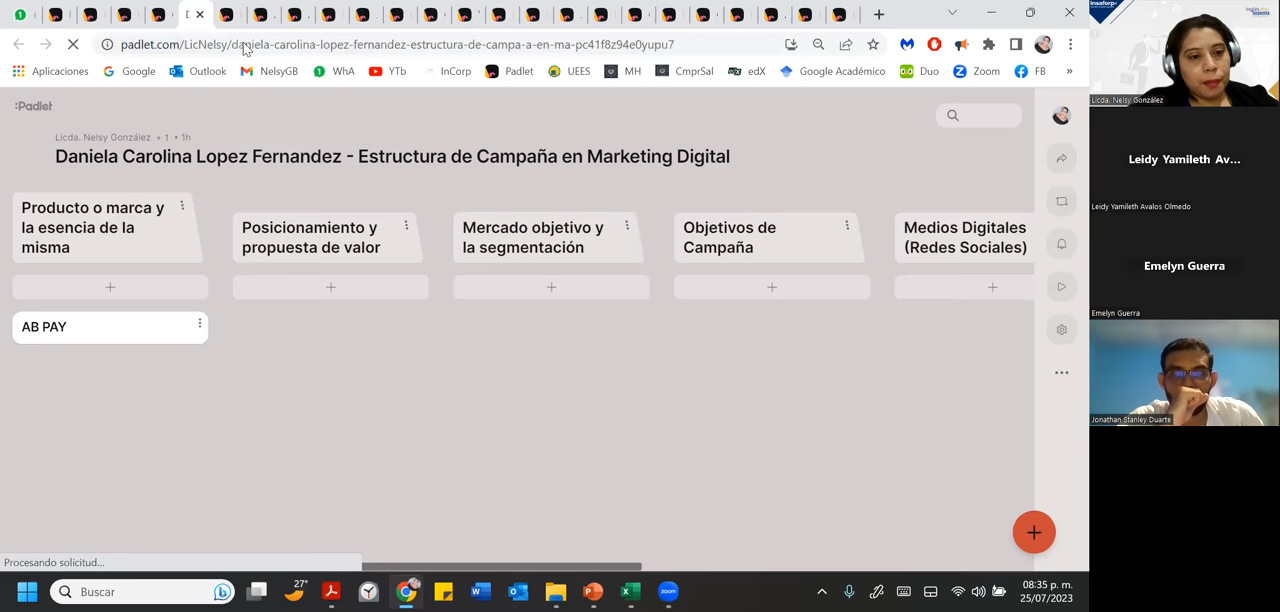 padlet.com/LicNelsy/daniela-carolina-lopez-fernandez-estructura-de-campa-a-en-ma-pc41f8z94e0yupu7
Aplicaciones Google Outlook NelsyGB WhA YTb InCorp Padlet UEES MH CmprSal edX Google Académico Duo Zoom FB »
:Padlet
Licda. Nelsy González + 1 • 1h
Daniela Carolina Lopez Fernandez - Estructura de Campaña en Marketing Digital
Producto o marca y
la esencia de la
misma
Posicionamiento y
propuesta de valor
Mercado objetivo y
la segmentación
Objetivos de
Campaña
Medios Digitales
(Redes Sociales)
AB PAY
Procesando solicitud...
27°
Buscar
zoom
08:35 p. m.
25/07/2023
Insaforp
Licda. Nelsy González
Leidy Yamileth Av...
Leidy Yamileth Avalos Olmedo
Emelyn Guerra
Emelyn Guerra
Jonathan Stanley Duarte